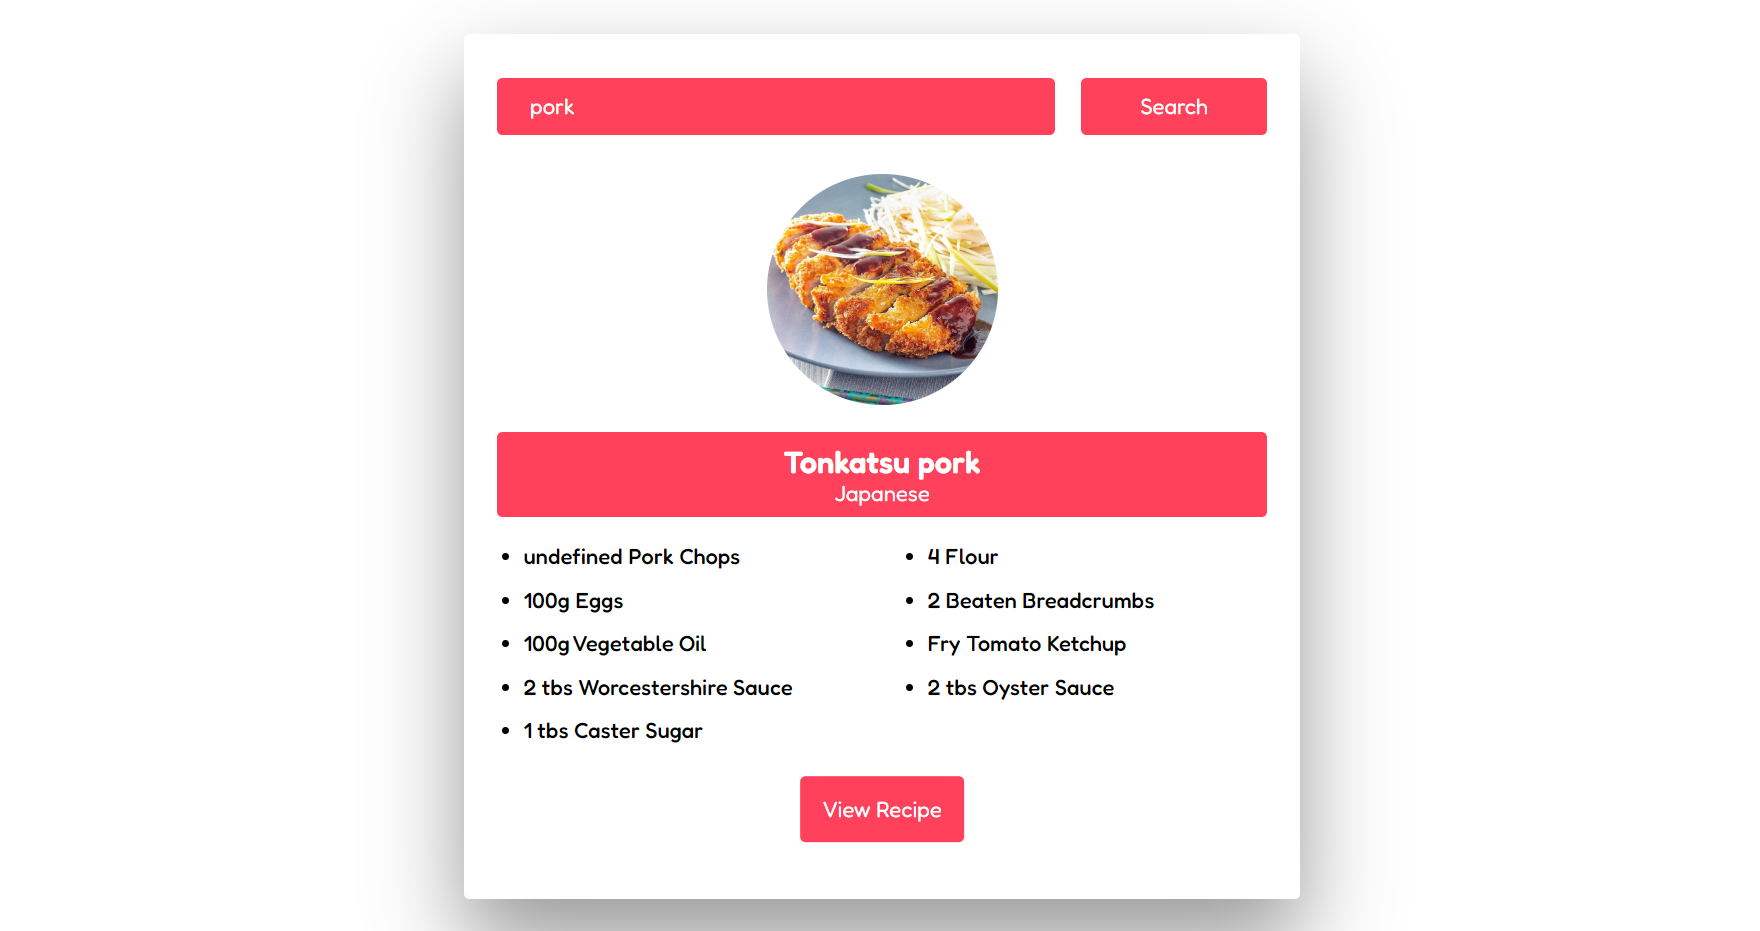 pork
Search
Tonkatsu pork
Japanese
undefined Pork Chops
4 Flour
100g Eggs
2 Beaten Breadcrumbs
100g Vegetable Oil
Fry Tomato Ketchup
2 tbs Worcestershire Sauce
2 tbs Oyster Sauce
1 tbs Caster Sugar
View Recipe